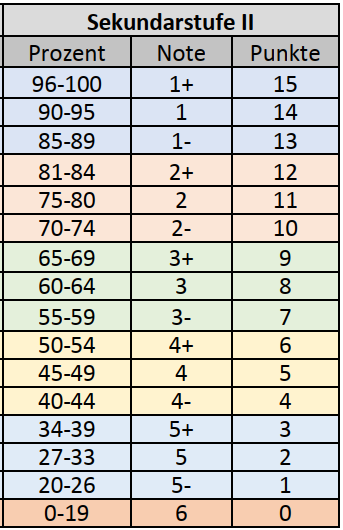 Sekundarstufe II
Prozent Note Punkte
96-100 1+ 15
90-95 1 14
85-89 1- 13
81-84 2+ 12
75-80 2 11
70-74 2- 10
65-69 3+ 9
60-64 3 8
55-59 3- 7
50-54 4+ 6
45-49 4 5
40-44 4- 4
34-39 5+ 3
27-33 5 2
20-26 5- 1
0-19 6 0